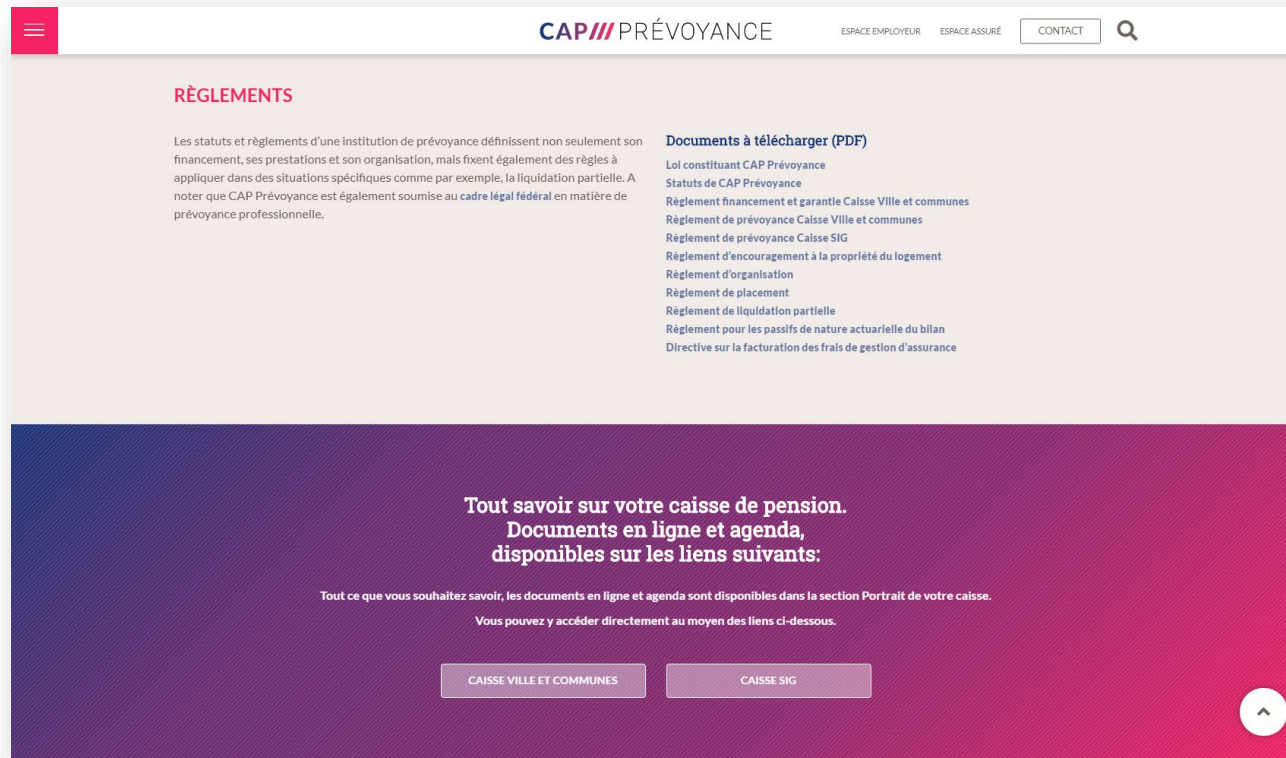 CAP/// PRÉVOYANCE
ESPACE EMPLOYEUR ESPACE ASSURÉ CONTACT
RÈGLEMENTS
Les statuts et règlements d'une institution de prévoyance définissent non seulement son
financement, ses prestations et son organisation, mais fixent également des règles à
appliquer dans des situations spécifiques comme par exemple, la liquidation partielle. A
noter que CAP Prévoyance est également soumise au cadre légal fédéral en matière de
prévoyance professionnelle.
Documents à télécharger (PDF)
Loi constituant CAP Prévoyance
Statuts de CAP Prévoyance
Règlement financement et garantie Caisse Ville et communes
Règlement de prévoyance Caisse Ville et communes
Règlement de prévoyance Caisse SIG
Règlement d'encouragement à la propriété du logement
Règlement d'organisation
Règlement de placement
Règlement de liquidation partielle
Règlement pour les passifs de nature actuarielle du bilan
Directive sur la facturation des frais de gestion d'assurance
Tout savoir sur votre caisse de pension.
Documents en ligne et agenda,
disponibles sur les liens suivants:
Tout ce que vous souhaitez savoir, les documents en ligne et agenda sont disponibles dans la section Portrait de votre caisse.
Vous pouvez y accéder directement au moyen des liens ci-dessous.
CAISSE VILLE ET COMMUNES CAISSE SIG